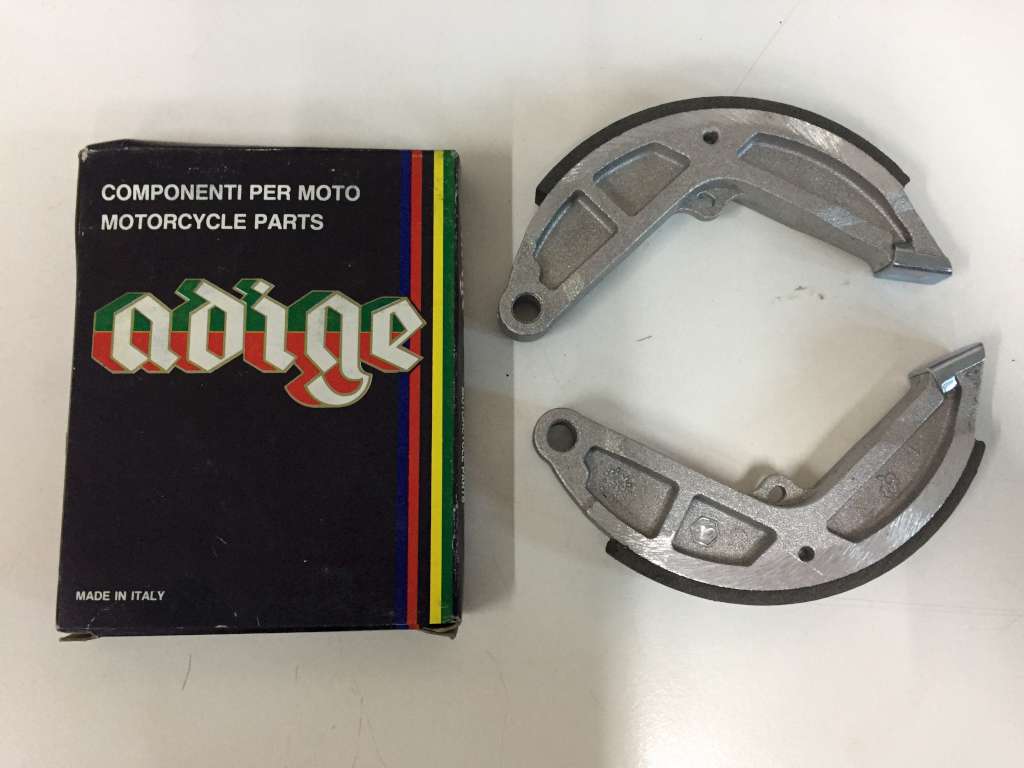 COMPONENTI PER MOTO
MOTORCYCLE PARTS
adige
MADE IN ITALY